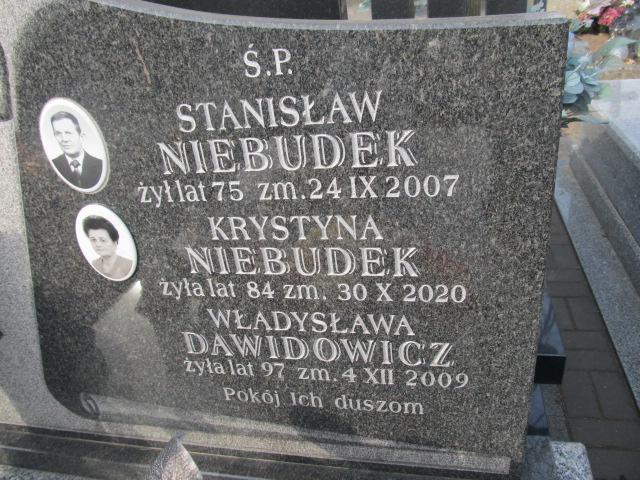 Ś.P.
STANISŁAW
NIEBUDEK
żył lat 75 zm. 24 IX 2007
KRYSTYNA
NIEBUDEK
żyła lat 84 zm. 30 X 2020
WŁADYSŁAWA
DAWIDOWICZ
żyła lat 97 zm. 4 XII 2009
Pokój Ich duszom